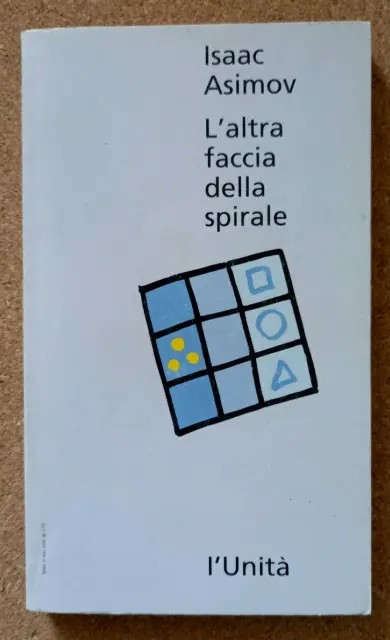 Isaac
Asimov
L'altra
faccia
della
spirale
l'Unità